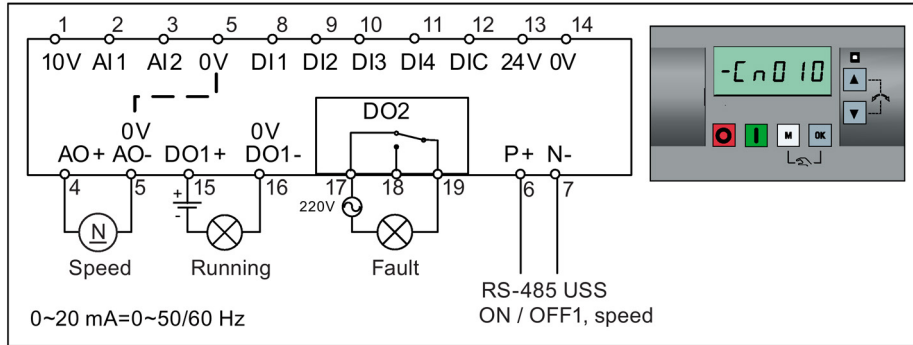 1 2 3 5 8 9 10 11 12 13 14
10V AI1 AI2 0V DI1 DI2 DI3 DI4 DIC 24V 0V
DO2
0V 0V
AO+ AO- DO1+ DO1- P+ N-
4 5 15 16 17 18 19 6 7
+
-
220V
N
Speed Running Fault
RS-485 USS
ON / OFF1, speed
0~20 mA=0~50/60 Hz
-Cn010
M OK